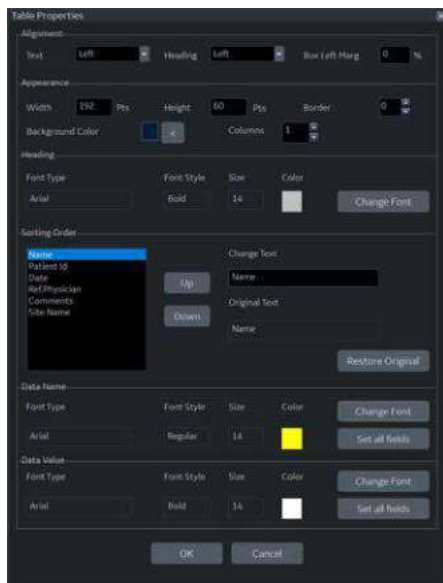 Table Properties
Alignment
Text Left Heading Left Box Left Marg 0 %
Appearance
Width 192 Pts Height 60 Pts Border 0
Background Color < Columns 1
Heading
Font Type Font Style Size Color
Arial Bold 14 Change Font
Sorting Order
Name
Patient Id
Date
Ref.Physician
Comments
Site Name
Up
Down
Change Text
Name
Original Text
Name
Restore Original
Data Name
Font Type Font Style Size Color Change Font
Arial Regular 14 Set all fields
Data Value
Font Type Font Style Size Color Change Font
Arial Bold 14 Set all fields
OK Cancel